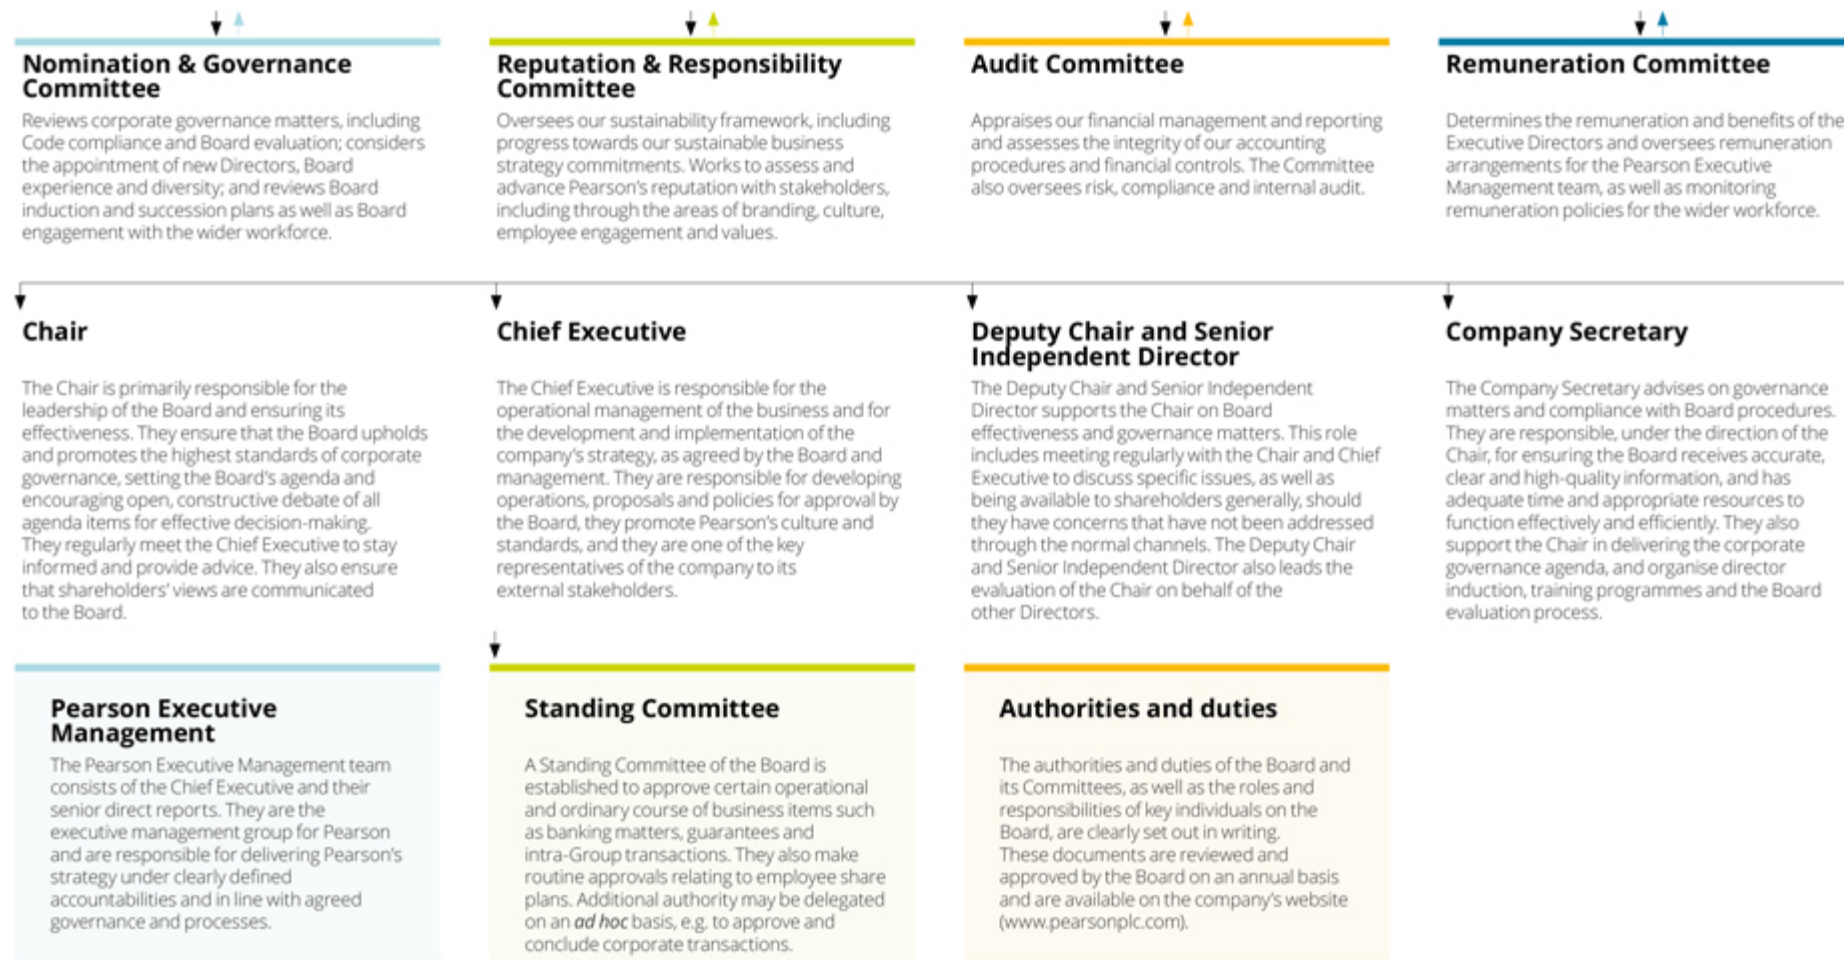 Nomination & Governance
Committee
Reviews corporate governance matters, including
Code compliance and Board evaluation; considers
the appointment of new Directors, Board
experience and diversity; and reviews Board
induction and succession plans as well as Board
engagement with the wider workforce.
Reputation & Responsibility
Committee
Oversees our sustainability framework, including
progress towards our sustainable business
strategy commitments. Works to assess and
advance Pearson's reputation with stakeholders,
including through the areas of branding, culture,
employee engagement and values.
Audit Committee
Appraises our financial management and reporting
and assesses the integrity of our accounting
procedures and financial controls. The Committee
also oversees risk, compliance and internal audit.
Remuneration Committee
Determines the remuneration and benefits of the
Executive Directors and oversees remuneration
arrangements for the Pearson Executive
Management team, as well as monitoring
remuneration policies for the wider workforce.
Chair
The Chair is primarily responsible for the
leadership of the Board and ensuring its
effectiveness. They ensure that the Board upholds
and promotes the highest standards of corporate
governance, setting the Board's agenda and
encouraging open, constructive debate of all
agenda items for effective decision-making.
They regularly meet the Chief Executive to stay
informed and provide advice. They also ensure
that shareholders' views are communicated
to the Board.
Chief Executive
The Chief Executive is responsible for the
operational management of the business and for
the development and implementation of the
company's strategy, as agreed by the Board and
management. They are responsible for developing
operations, proposals and policies for approval by
the Board, they promote Pearson's culture and
standards, and they are one of the key
representatives of the company to its
external stakeholders.
Deputy Chair and Senior
Independent Director
The Deputy Chair and Senior Independent
Director supports the Chair on Board
effectiveness and governance matters. This role
includes meeting regularly with the Chair and Chief
Executive to discuss specific issues, as well as
being available to shareholders generally, should
they have concerns that have not been addressed
through the normal channels. The Deputy Chair
and Senior Independent Director also leads the
evaluation of the Chair on behalf of the
other Directors.
Company Secretary
The Company Secretary advises on governance
matters and compliance with Board procedures.
They are responsible, under the direction of the
Chair, for ensuring the Board receives accurate,
clear and high-quality information, and has
adequate time and appropriate resources to
function effectively and efficiently. They also
support the Chair in delivering the corporate
governance agenda, and organise director
induction, training programmes and the Board
evaluation process.
Pearson Executive
Management
The Pearson Executive Management team
consists of the Chief Executive and their
senior direct reports. They are the
executive management group for Pearson
and are responsible for delivering Pearson's
strategy under clearly defined
accountabilities and in line with agreed
governance and processes.
Standing Committee
A Standing Committee of the Board is
established to approve certain operational
and ordinary course of business items such
as banking matters, guarantees and
intra-Group transactions. They also make
routine approvals relating to employee share
plans. Additional authority may be delegated
on an ad hoc basis, e.g. to approve and
conclude corporate transactions.
Authorities and duties
The authorities and duties of the Board and
its Committees, as well as the roles and
responsibilities of key individuals on the
Board, are clearly set out in writing.
These documents are reviewed and
approved by the Board on an annual basis
and are available on the company's website
(www.pearsonplc.com).